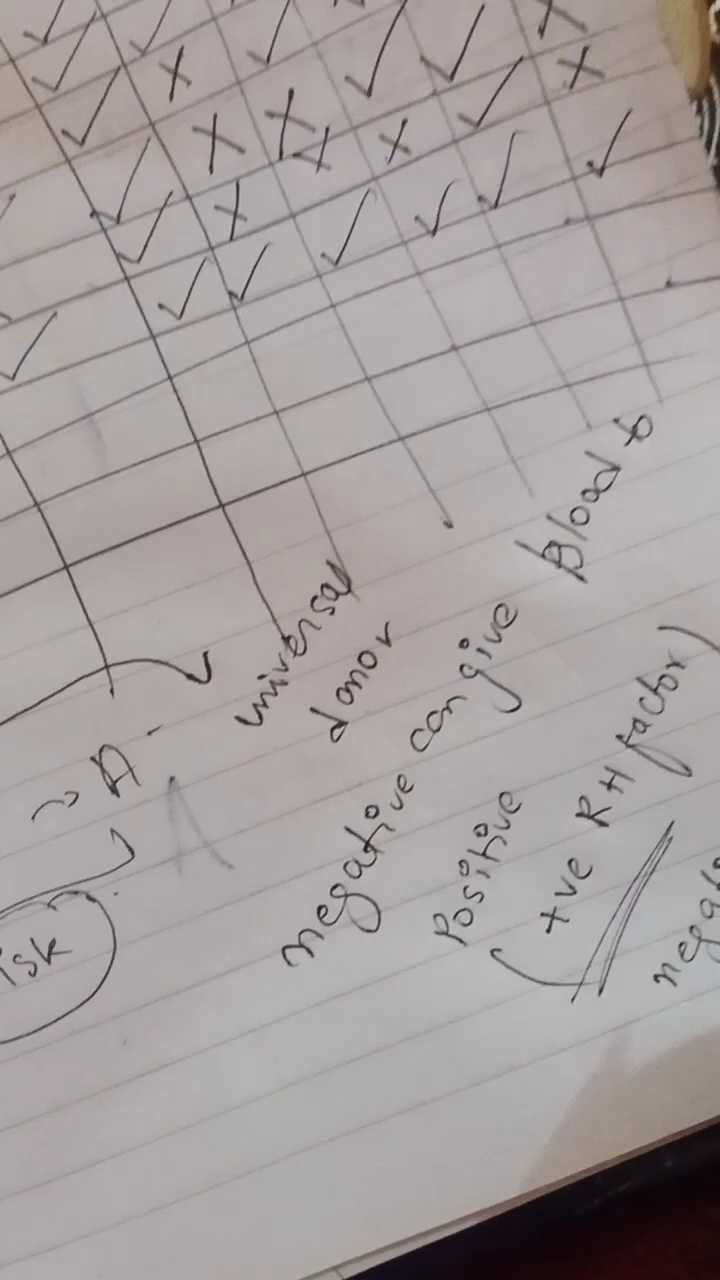 ✓ ✓ ✓ ✓ ✓ X
✓ X ✓ ✓ ✓ X
✓ X X X ✓ ✓
✓ X ✓ ✓ ✓ ✓
✓ ✓ ✓
universal
donor
A-
negative can give Blood to
Positive
(+ve RH factor)
isk